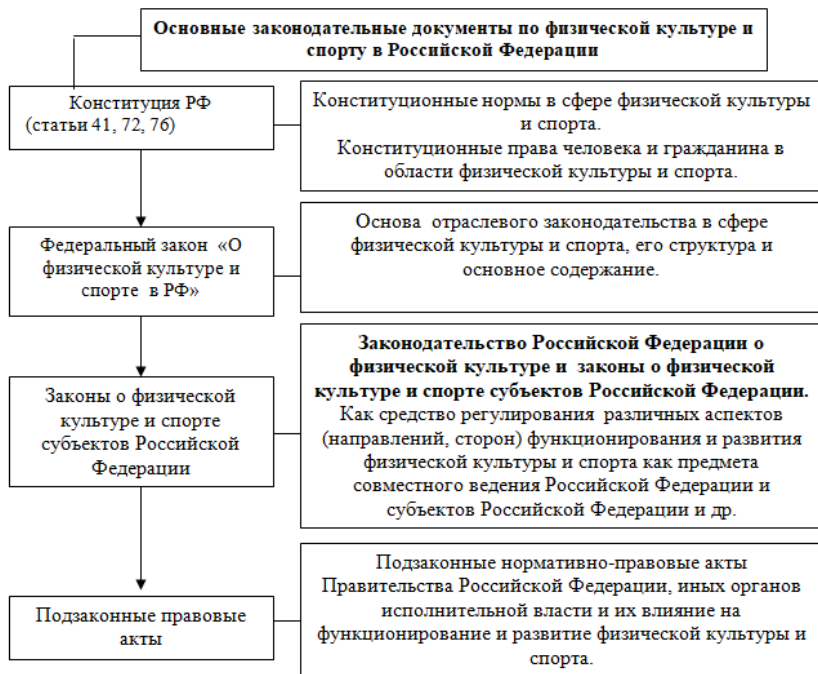 Основные законодательные документы по физической культуре и
спорту в Российской Федерации
Конституция РФ
(статьи 41, 72, 76)
Конституционные нормы в сфере физической культуры
и спорта.
Конституционные права человека и гражданина в
области физической культуры и спорта.
Федеральный закон «О
физической культуре и
спорте в РФ»
Основа отраслевого законодательства в сфере
физической культуры и спорта, его структура и
основное содержание.
Законы о физической
культуре и спорте
субъектов Российской
Федерации
Законодательство Российской Федерации о
физической культуре и законы о физической
культуре и спорте субъектов Российской Федерации.
Как средство регулирования различных аспектов
(направлений, сторон) функционирования и развития
физической культуры и спорта как предмета
совместного ведения Российской Федерации и
субъектов Российской Федерации и др.
Подзаконные правовые
акты
Подзаконные нормативно-правовые акты
Правительства Российской Федерации, иных органов
исполнительной власти и их влияние на
функционирование и развитие физической культуры и
спорта.